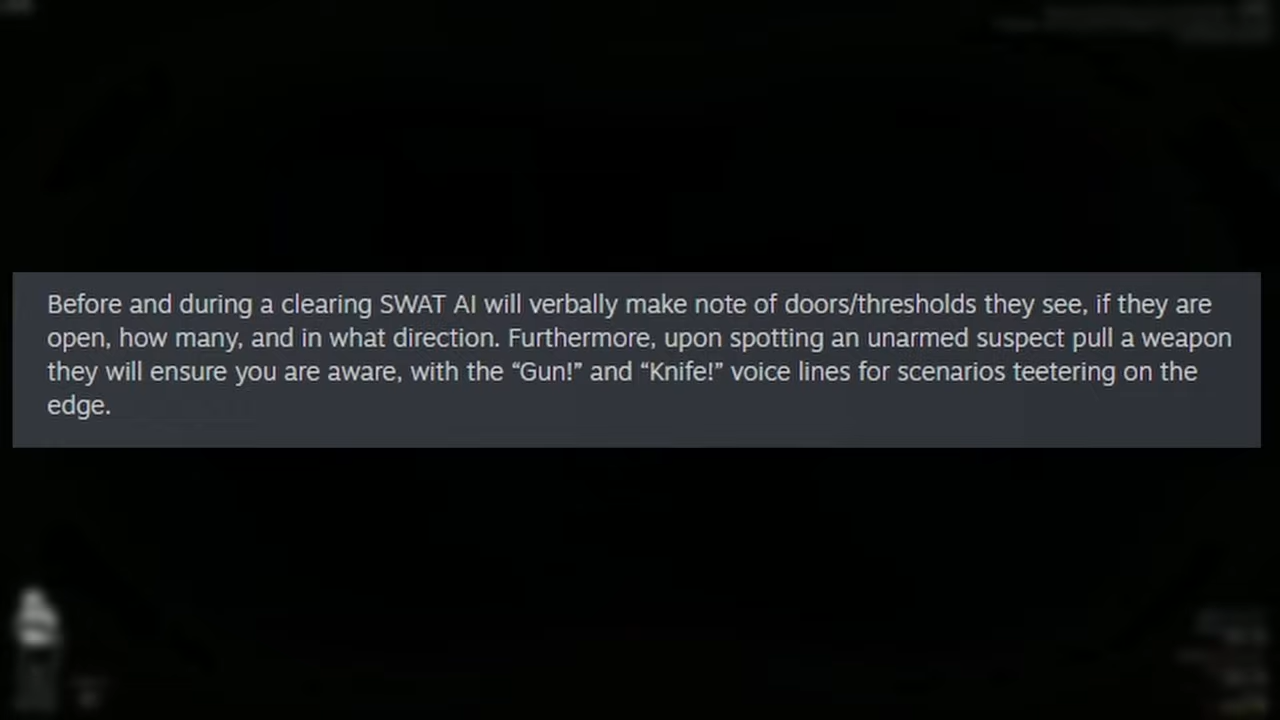 Before and during a clearing SWAT AI will verbally make note of doors/thresholds they see, if they are
open, how many, and in what direction. Furthermore, upon spotting an unarmed suspect pull a weapon
they will ensure you are aware, with the “Gun!” and “Knife!” voice lines for scenarios teetering on the
edge.